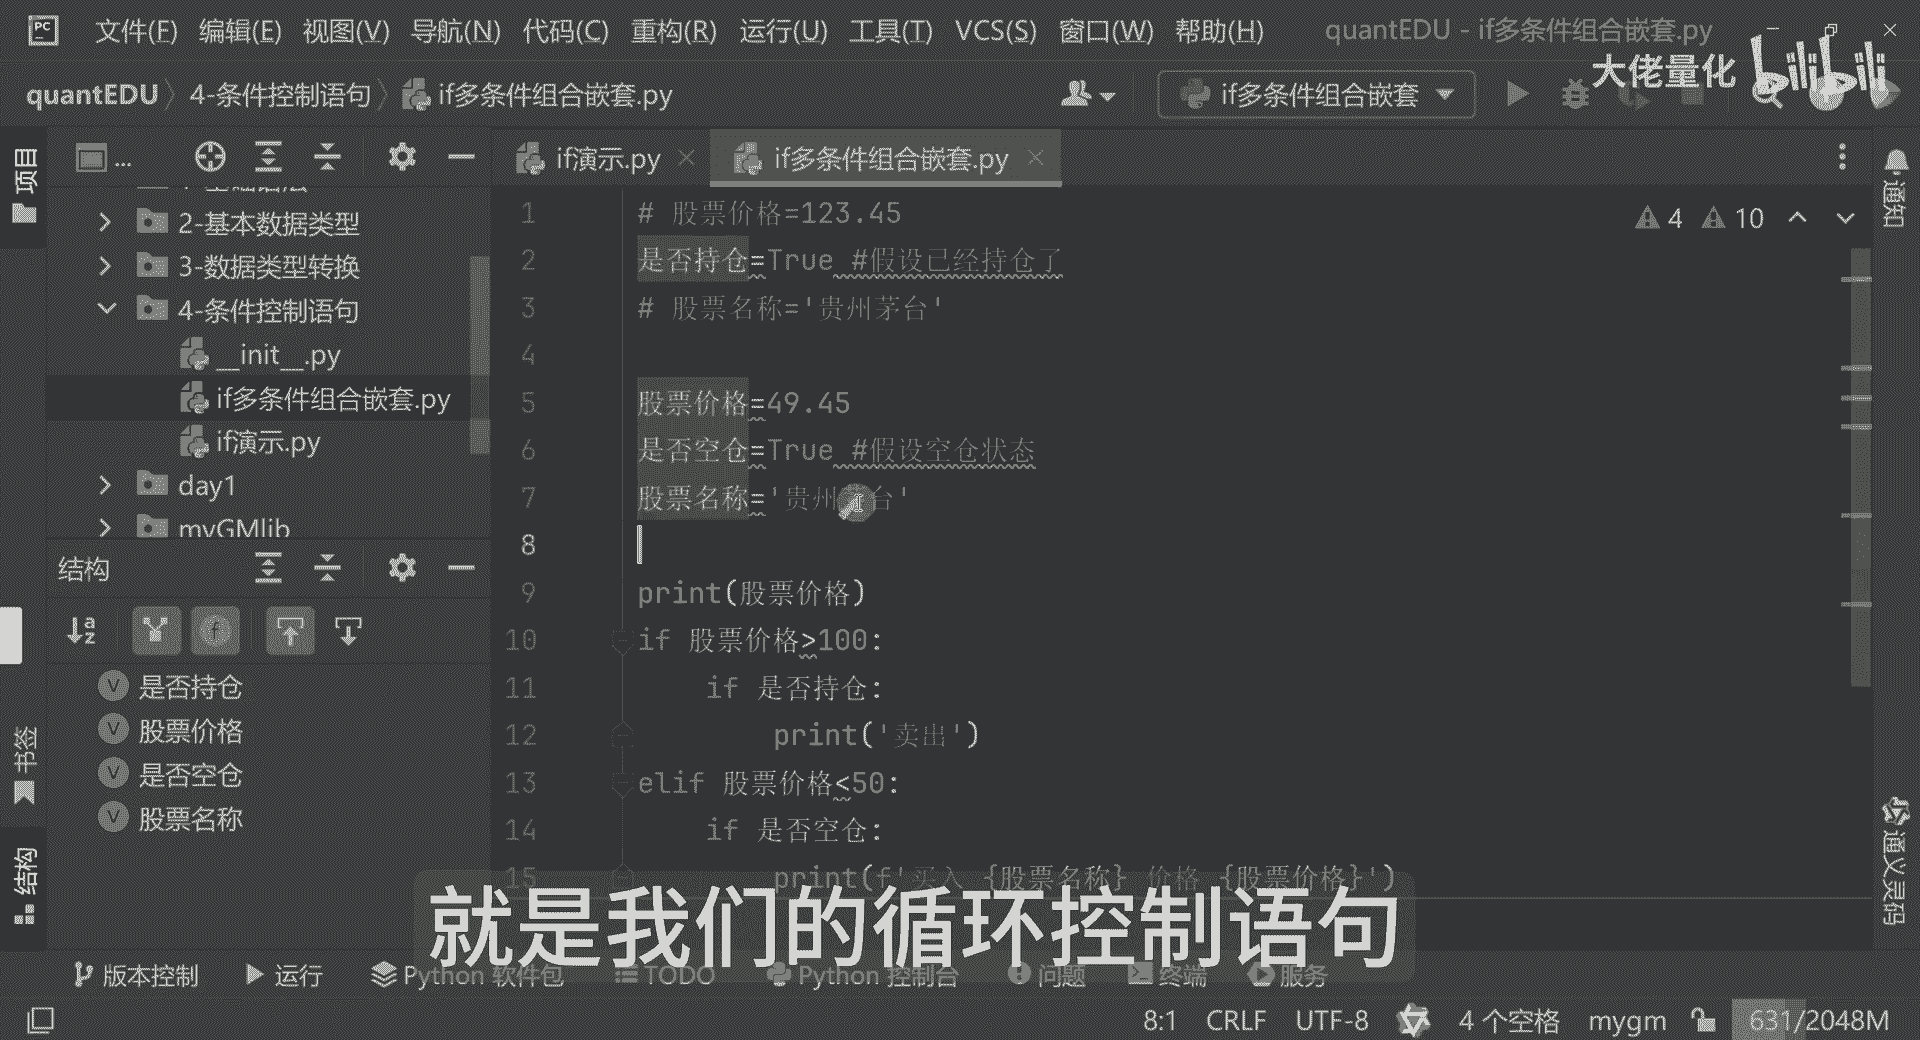 文件(F) 编辑(E) 视图(V) 导航(N) 代码(C) 重构(R) 运行(U) 工具(T) VCS(S) 窗口(W) 帮助(H) quantEDU - if多条件组合嵌套.py
大佬量化 bilibili
quantEDU 4-条件控制语句 if多条件组合嵌套.py if多条件组合嵌套
项目
...
if演示.py
if多条件组合嵌套.py
通知
2-基本数据类型
3-数据类型转换
4-条件控制语句
__init__.py
if多条件组合嵌套.py
if演示.py
day1
myGMlib
结构
是否持仓
股票价格
是否空仓
股票名称
书签
结构
4 10
1 # 股票价格=123.45
2 是否持仓=True #假设已经持仓了
3 # 股票名称='贵州茅台'
4
5 股票价格=49.45
6 是否空仓=True #假设空仓状态
7 股票名称='贵州 台'
8
9 print(股票价格)
10 if 股票价格>100:
11 if 是否持仓:
12 print('卖出')
13 elif 股票价格<50:
14 if 是否空仓:
15 print(f'买入 {股票名称} 价格 {股票价格}')
通义灵码
就是我们的循环控制语句
版本控制 运行 Python 软件包 TODO Python 控制台 问题 终端 服务
8:1 CRLF UTF-8 4 个空格 mygm 631/2048M